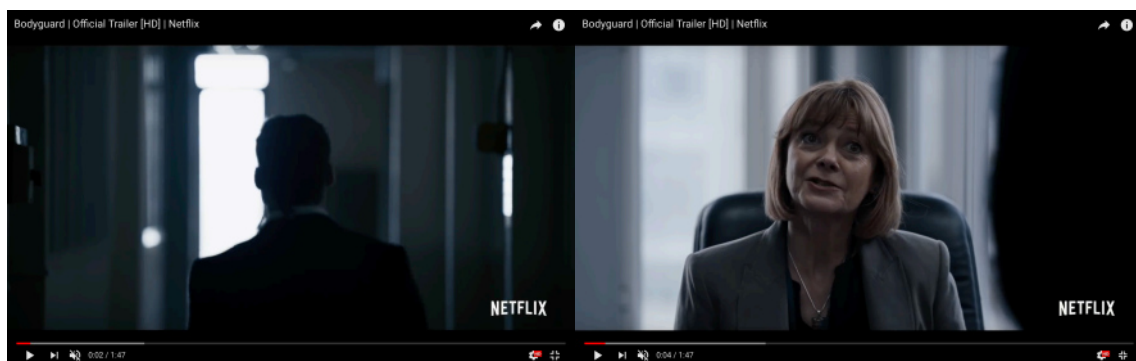 Bodyguard | Official Trailer [HD] | Netflix
NETFLIX
0:02 / 1:47
Bodyguard | Official Trailer [HD] | Netflix
NETFLIX
0:04 / 1:47